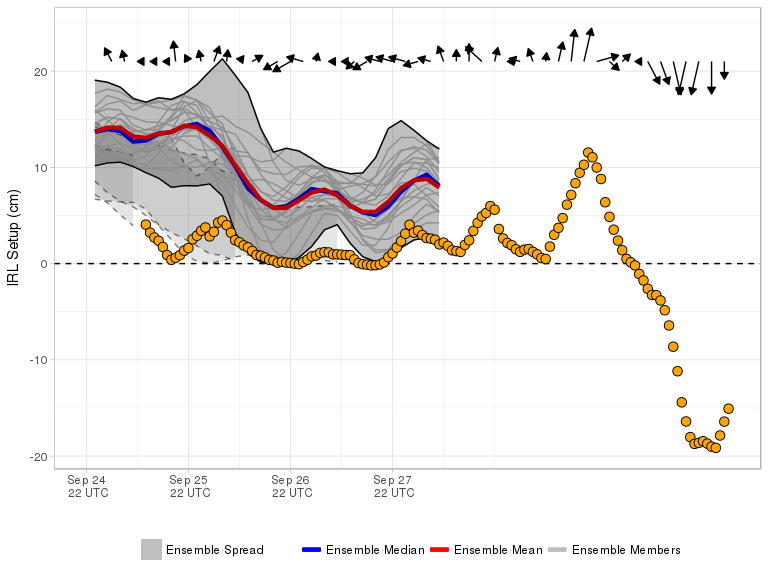 20
10
0
-10
-20
IRL Setup (cm)
Sep 24 Sep 25 Sep 26 Sep 27
22 UTC 22 UTC 22 UTC 22 UTC
Ensemble Spread Ensemble Median Ensemble Mean Ensemble Members